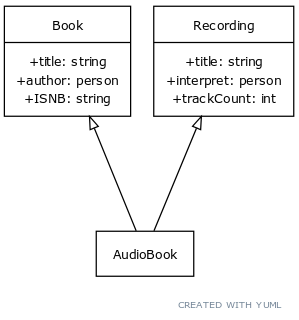 Book
+title: string
+author: person
+ISNB: string
Recording
+title: string
+interpret: person
+trackCount: int
AudioBook
CREATED WITH YUML